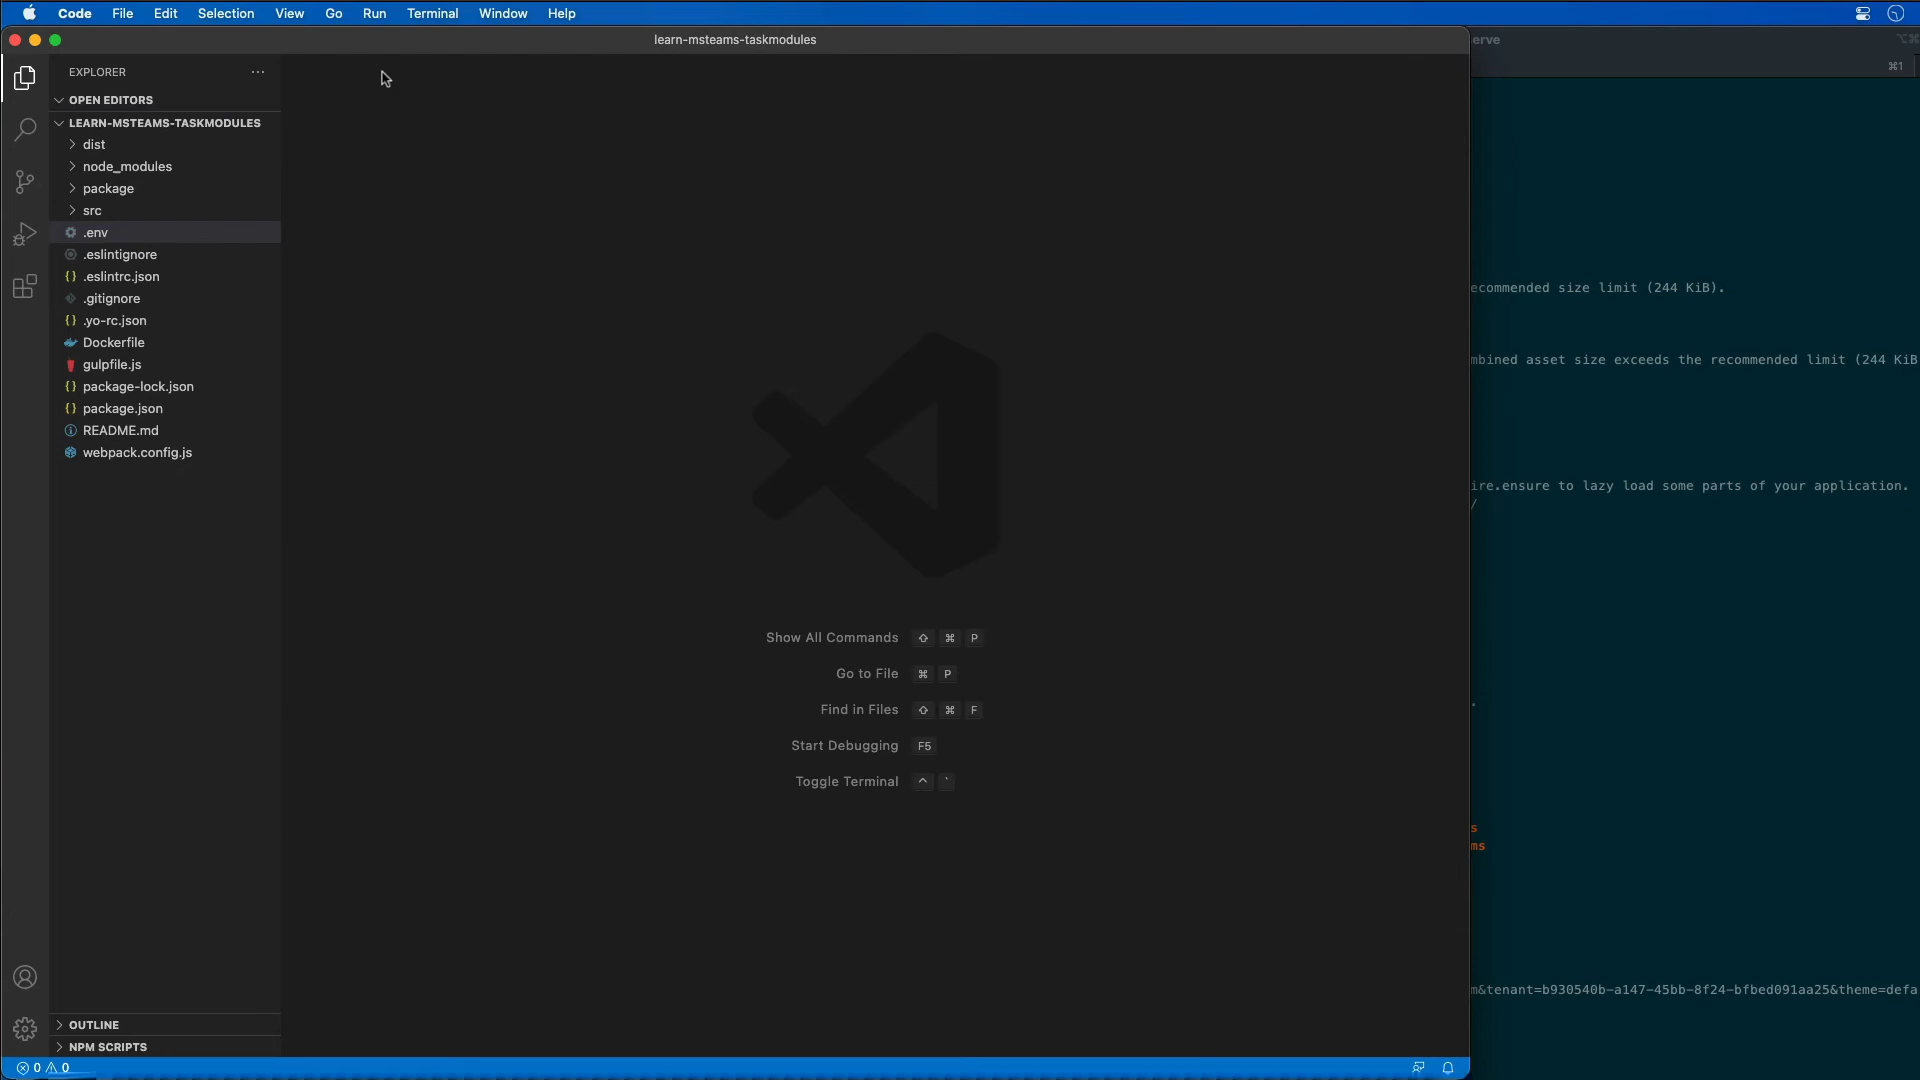 Code File Edit Selection View Go Run Terminal Window Help
learn-msteams-taskmodules
erve
⌥⌘
⌘1
EXPLORER
OPEN EDITORS
LEARN-MSTEAMS-TASKMODULES
dist
node_modules
package
src
.env
.eslintignore
.eslintrc.json
.gitignore
.yo-rc.json
Dockerfile
gulpfile.js
package-lock.json
package.json
README.md
webpack.config.js
OUTLINE
NPM SCRIPTS
0 0
Show All Commands ⇧ ⌘ P
Go to File ⌘ P
Find in Files ⇧ ⌘ F
Start Debugging F5
Toggle Terminal ^ `
ecommended size limit (244 KiB).
mbined asset size exceeds the recommended limit (244 KiB
ire.ensure to lazy load some parts of your application.
/
.
s
ms
m&tenant=b930540b-a147-45bb-8f24-bfbed091aa25&theme=defa